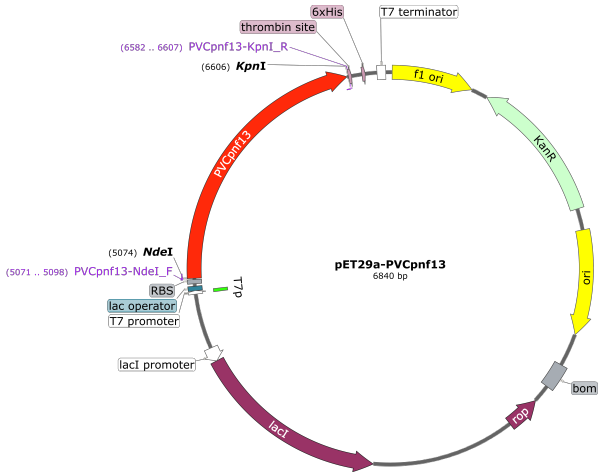 6xHis
T7 terminator
thrombin site
(6582 .. 6607) PVCpnf13-KpnI_R
(6606) KpnI
f1 ori
KanR
PVCpnf13
(5074) NdeI
(5071 .. 5098) PVCpnf13-NdeI_F
RBS
lac operator
T7 promoter
T7p
pET29a-PVCpnf13
6840 bp
ori
lacI promoter
bom
rop
lacI